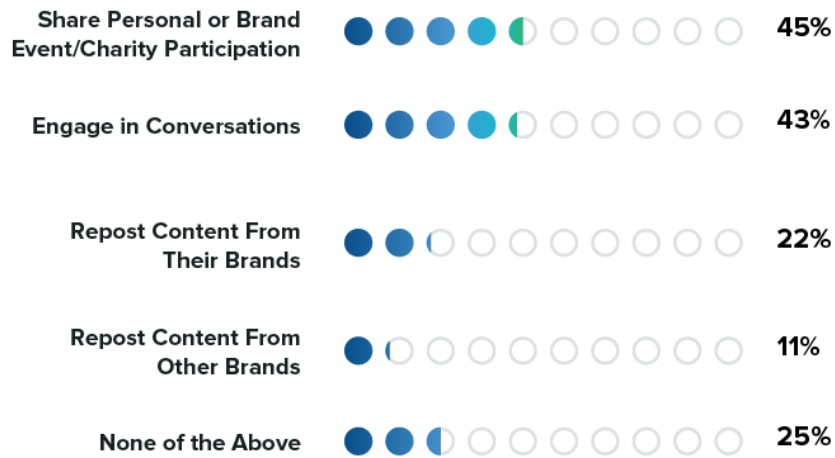 Share Personal or Brand
Event/Charity Participation
45%
Engage in Conversations
43%
Repost Content From
Their Brands
22%
Repost Content From
Other Brands
11%
None of the Above
25%